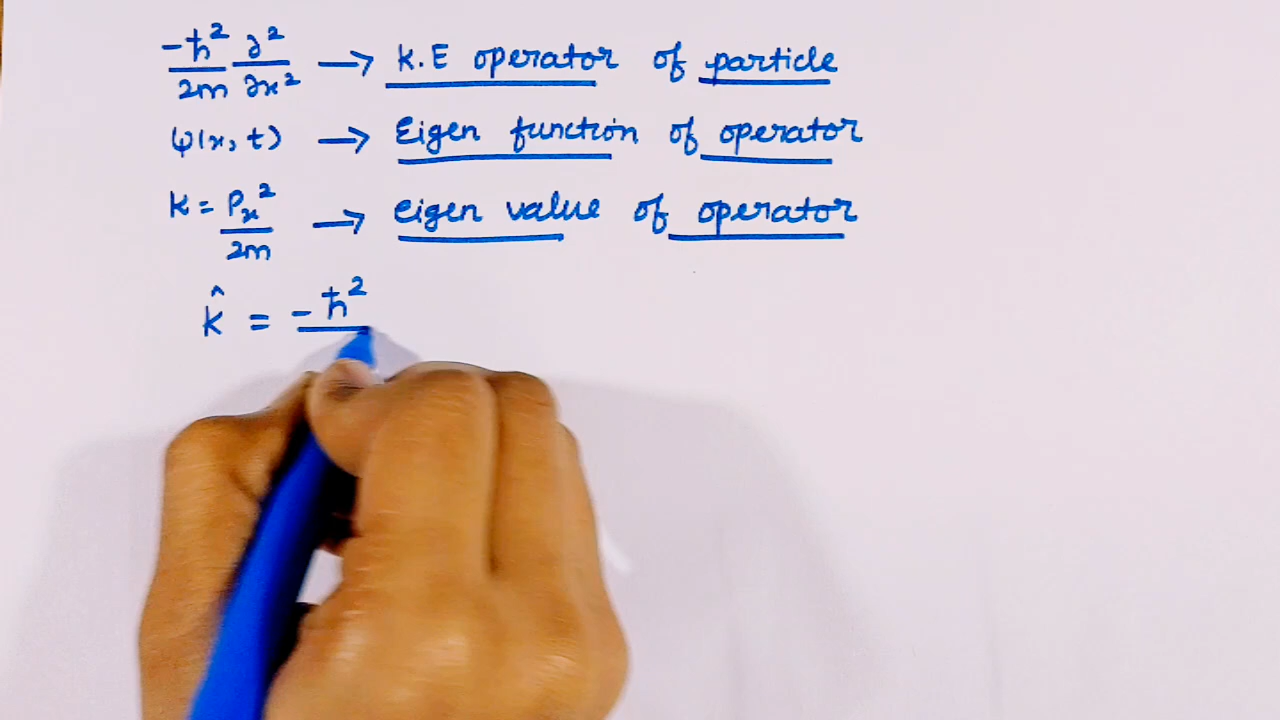 -ħ²/2m ∂²/∂x² → K.E operator of particle
ψ(x, t) → Eigen function of operator
K = Pₓ²/2m → eigen value of operator
K̂ = -ħ²